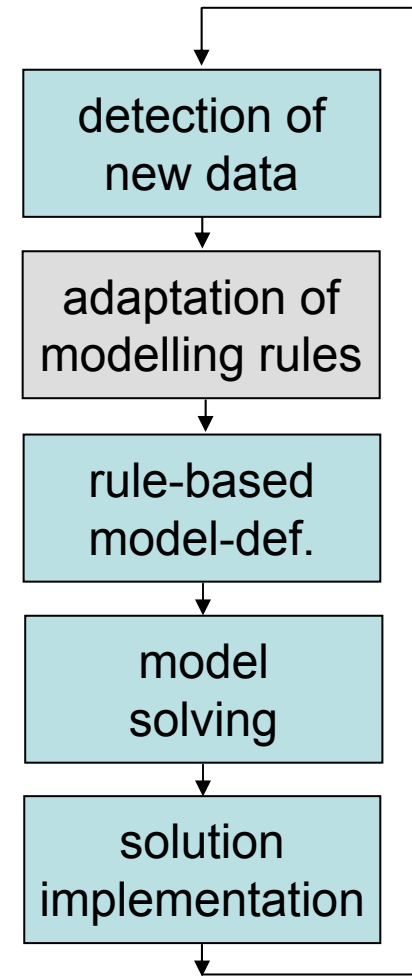 detection of
new data
adaptation of
modelling rules
rule-based
model-def.
model
solving
solution
implementation